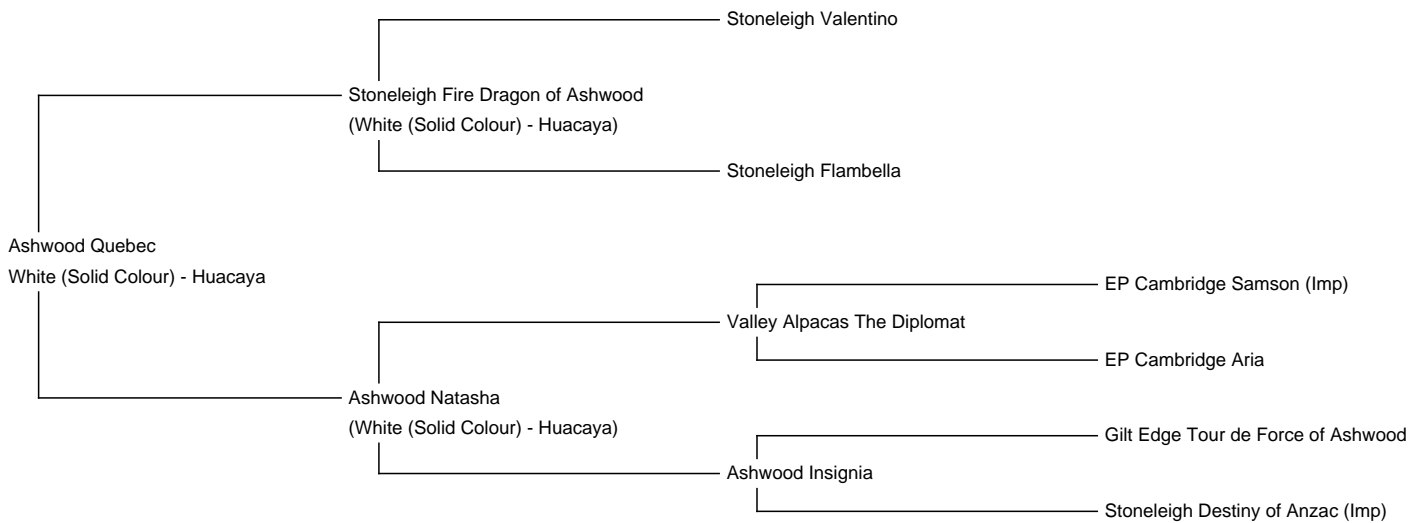 Stoneleigh Valentino
Stoneleigh Fire Dragon of Ashwood
(White (Solid Colour) - Huacaya)
Stoneleigh Flambella
Ashwood Quebec
White (Solid Colour) - Huacaya
EP Cambridge Samson (Imp)
Valley Alpacas The Diplomat
EP Cambridge Aria
Ashwood Natasha
(White (Solid Colour) - Huacaya)
Gilt Edge Tour de Force of Ashwood
Ashwood Insignia
Stoneleigh Destiny of Anzac (Imp)